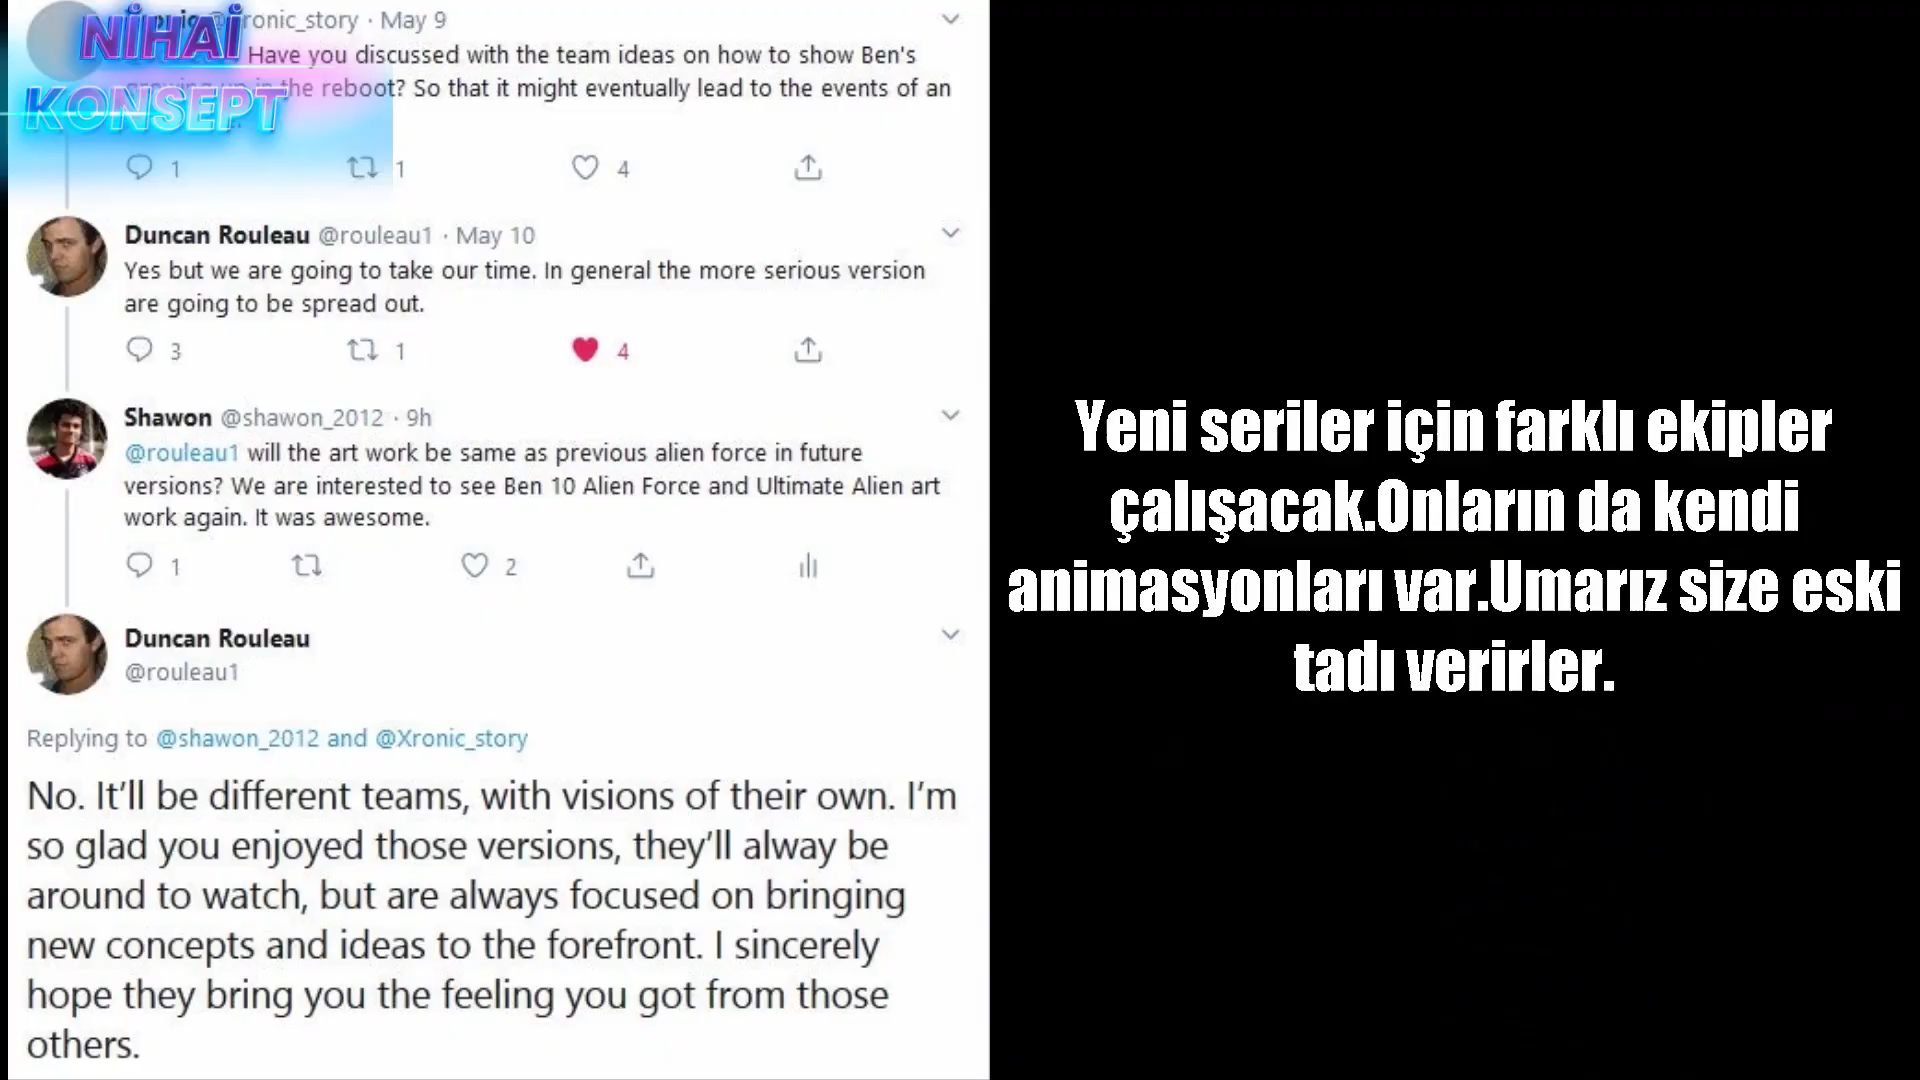 NİHAİ
KONSEPT
ronic_story · May 9
Have you discussed with the team ideas on how to show Ben's
the reboot? So that it might eventually lead to the events of an
1 1 4
Duncan Rouleau @rouleau1 · May 10
Yes but we are going to take our time. In general the more serious version
are going to be spread out.
3 1 4
Shawon @shawon_2012 · 9h
@rouleau1 will the art work be same as previous alien force in future
versions? We are interested to see Ben 10 Alien Force and Ultimate Alien art
work again. It was awesome.
1 2
Duncan Rouleau
@rouleau1
Replying to @shawon_2012 and @Xronic_story
No. It’ll be different teams, with visions of their own. I’m
so glad you enjoyed those versions, they’ll alway be
around to watch, but are always focused on bringing
new concepts and ideas to the forefront. I sincerely
hope they bring you the feeling you got from those
others.
Yeni seriler için farklı ekipler
çalışacak.Onların da kendi
animasyonları var.Umarız size eski
tadı verirler.